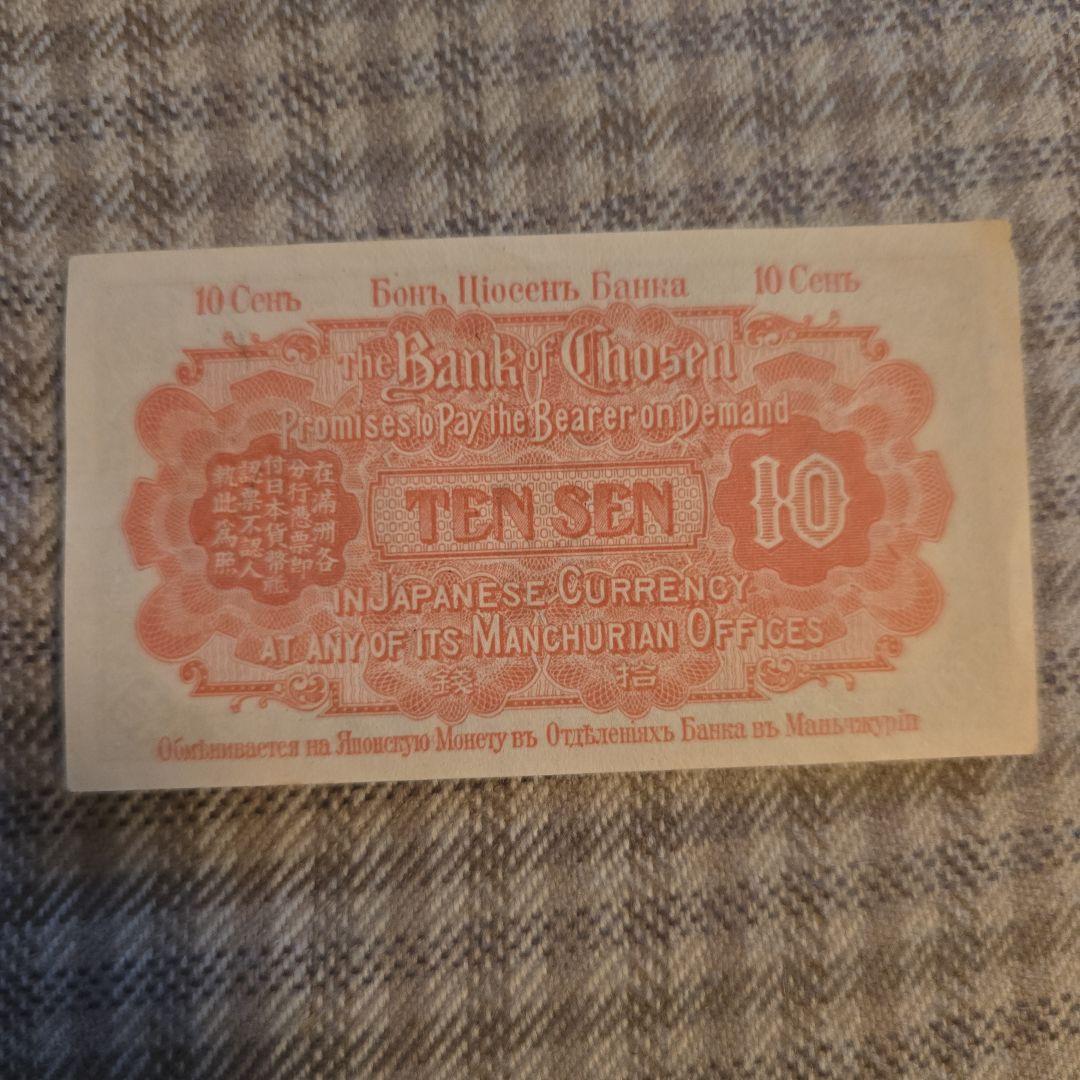 10 Сенъ Бонъ Ціосенъ Банка 10 Сенъ
The Bank of Chosen
Promises to Pay the Bearer on Demand
在滿洲各
分行憑票卽
付日本貨幣龍
認票不認人
執此爲照
TEN SEN
10
IN JAPANESE CURRENCY
AT ANY OF ITS MANCHURIAN OFFICES
錢 拾
Обмѣнивается на Японскую Монету въ Отдѣленіяхъ Банка въ Маньчжуріи